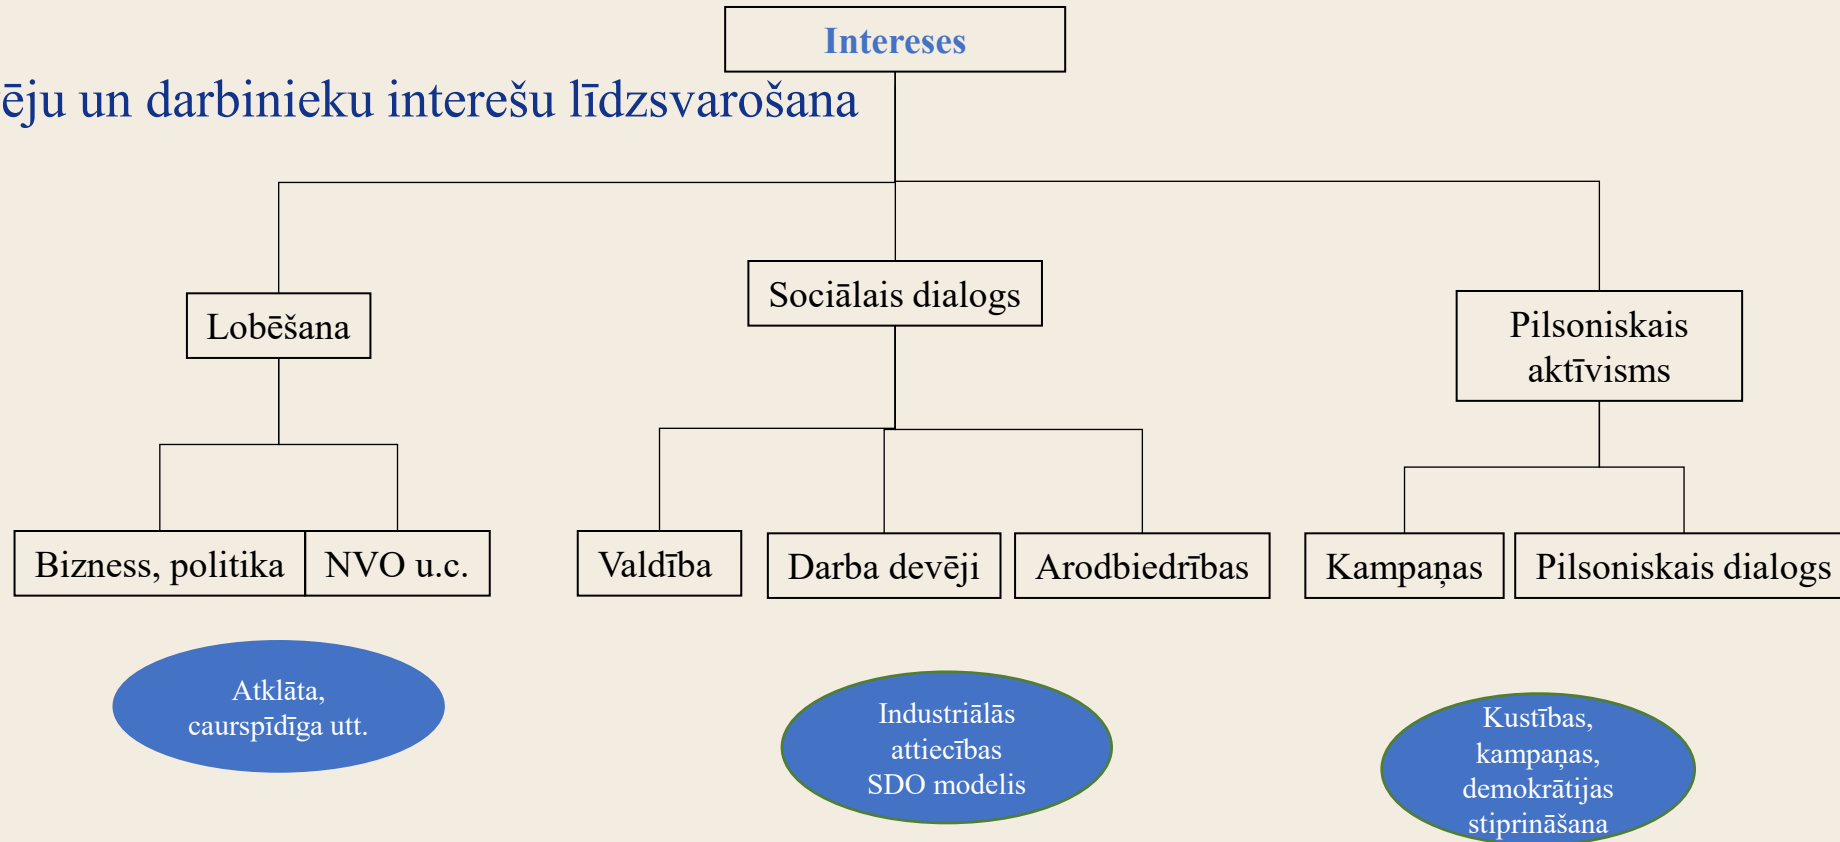 Intereses
ēju un darbinieku interešu līdzsvarošana
Lobēšana
Sociālais dialogs
Pilsoniskais
aktīvisms
Bizness, politika
NVO u.c.
Valdība
Darba devēji
Arodbiedrības
Kampaņas
Pilsoniskais dialogs
Atklāta,
caurspīdīga utt.
Industriālās
attiecības
SDO modelis
Kustības,
kampaņas,
demokrātijas
stiprināšana